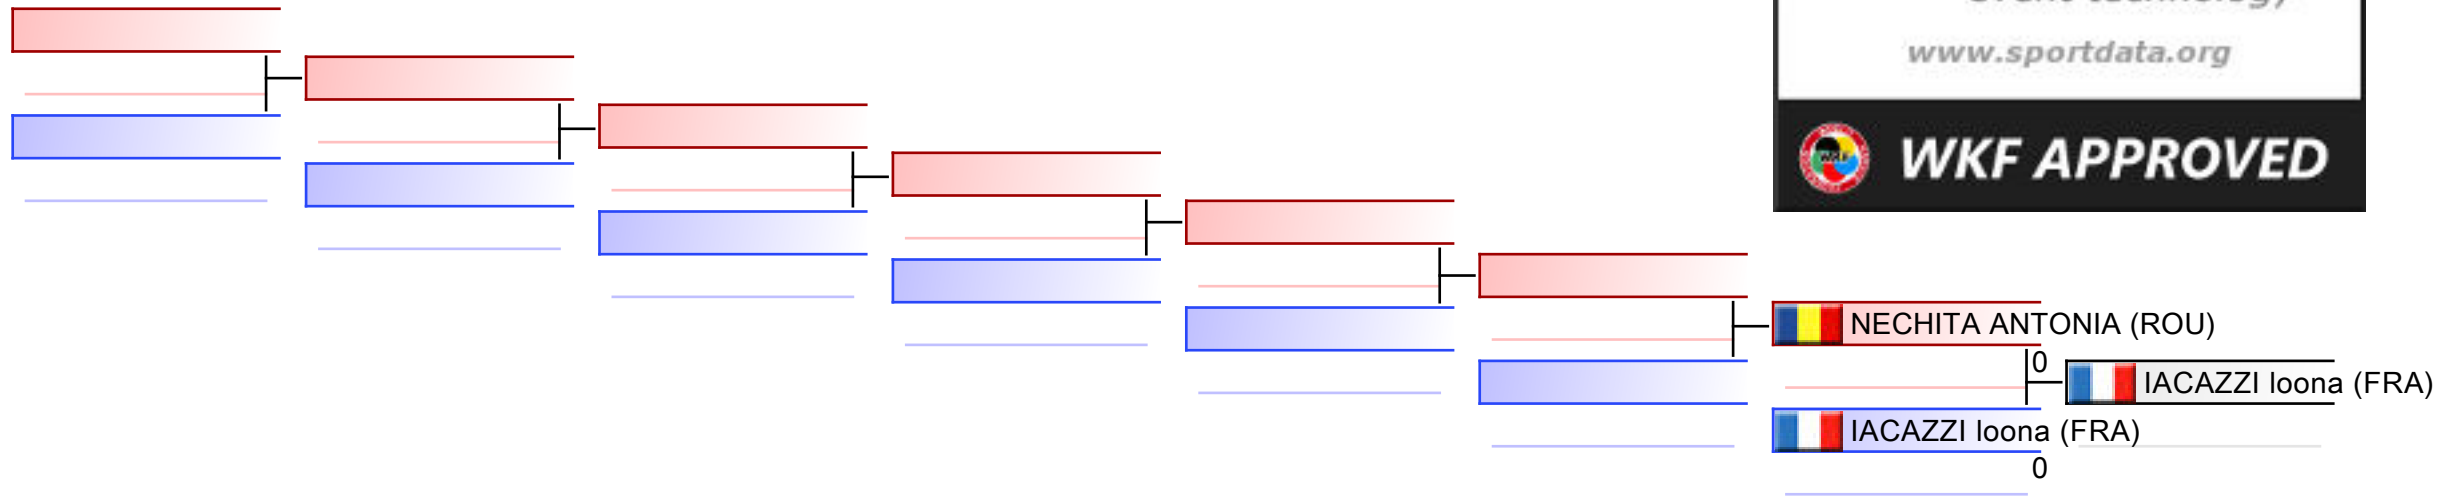 www.sportdata.org
WKF APPROVED
NECHITA ANTONIA (ROU)
0
IACAZZI loona (FRA)
IACAZZI loona (FRA)
0